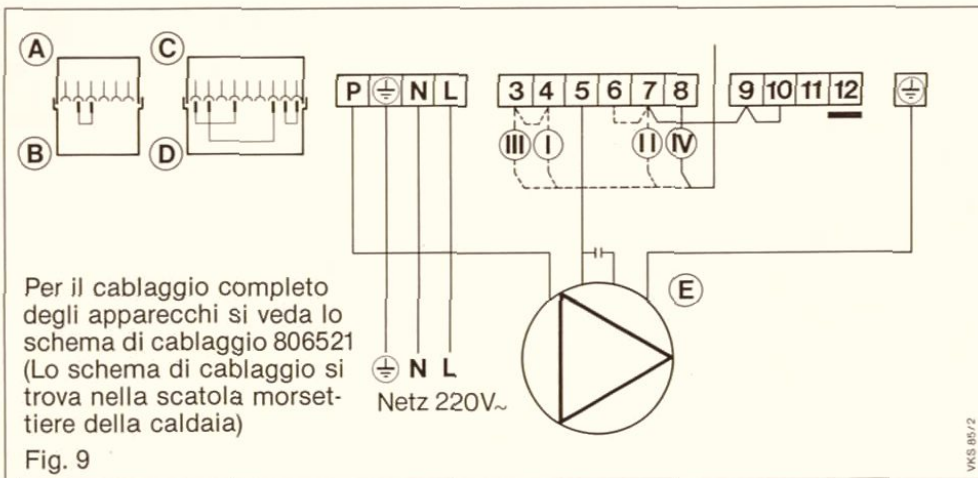 A C
P N L 3 4 5 6 7 8 9 10 11 12
B D III I II IV
E
Per il cablaggio completo
degli apparecchi si veda lo
schema di cablaggio 806521
(Lo schema di cablaggio si
trova nella scatola morset-
tiere della caldaia)
Fig. 9
N L
Netz 220V~
VKS 85/2